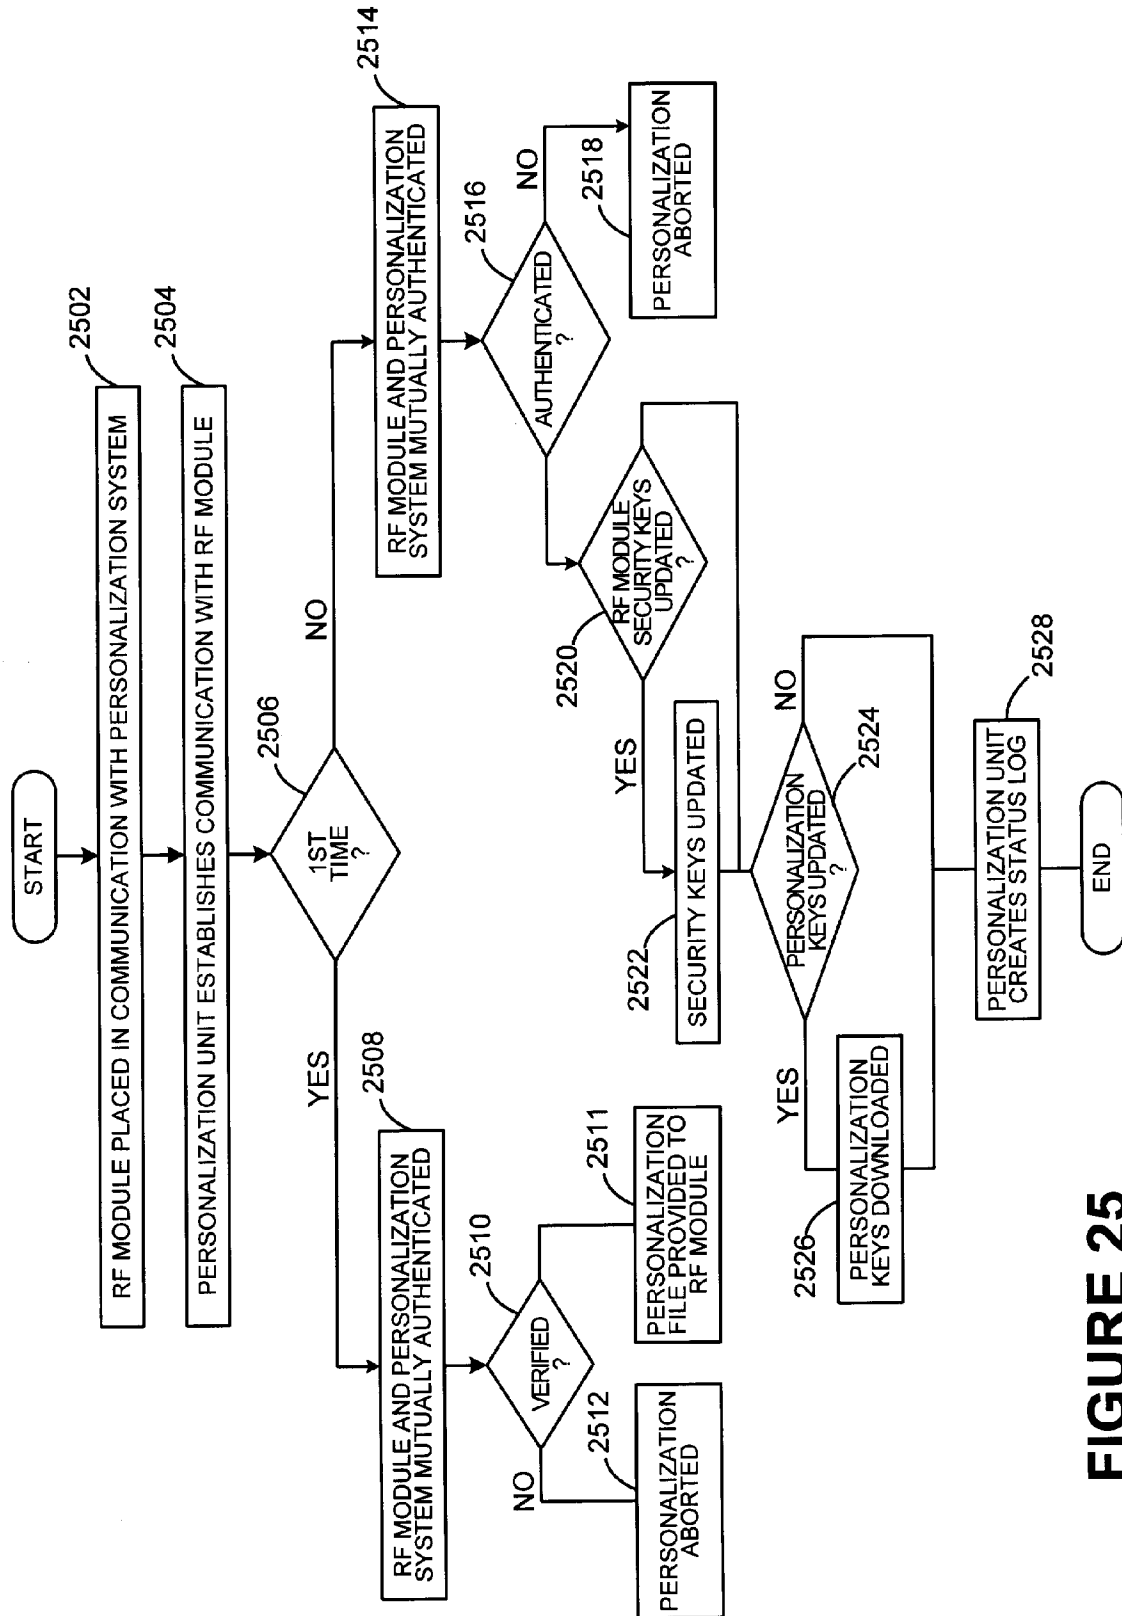 START
RF MODULE PLACED IN COMMUNICATION WITH PERSONALIZATION SYSTEM
2502
PERSONALIZATION UNIT ESTABLISHES COMMUNICATION WITH RF MODULE
2504
1ST
TIME
?
2506
YES
NO
RF MODULE AND PERSONALIZATION
SYSTEM MUTUALLY AUTHENTICATED
2508
VERIFIED
?
2510
NO
PERSONALIZATION
ABORTED
2512
PERSONALIZATION
FILE PROVIDED TO
RF MODULE
2511
RF MODULE AND PERSONALIZATION
SYSTEM MUTUALLY AUTHENTICATED
2514
AUTHENTICATED
?
2516
NO
2518
PERSONALIZATION
ABORTED
RF MODULE
SECURITY KEYS
UPDATED
?
2520
YES
2522
SECURITY KEYS UPDATED
PERSONALIZATION
KEYS UPDATED
?
2524
YES
NO
2526
PERSONALIZATION
KEYS DOWNLOADED
PERSONALIZATION UNIT
CREATES STATUS LOG
2528
END
FIGURE 25